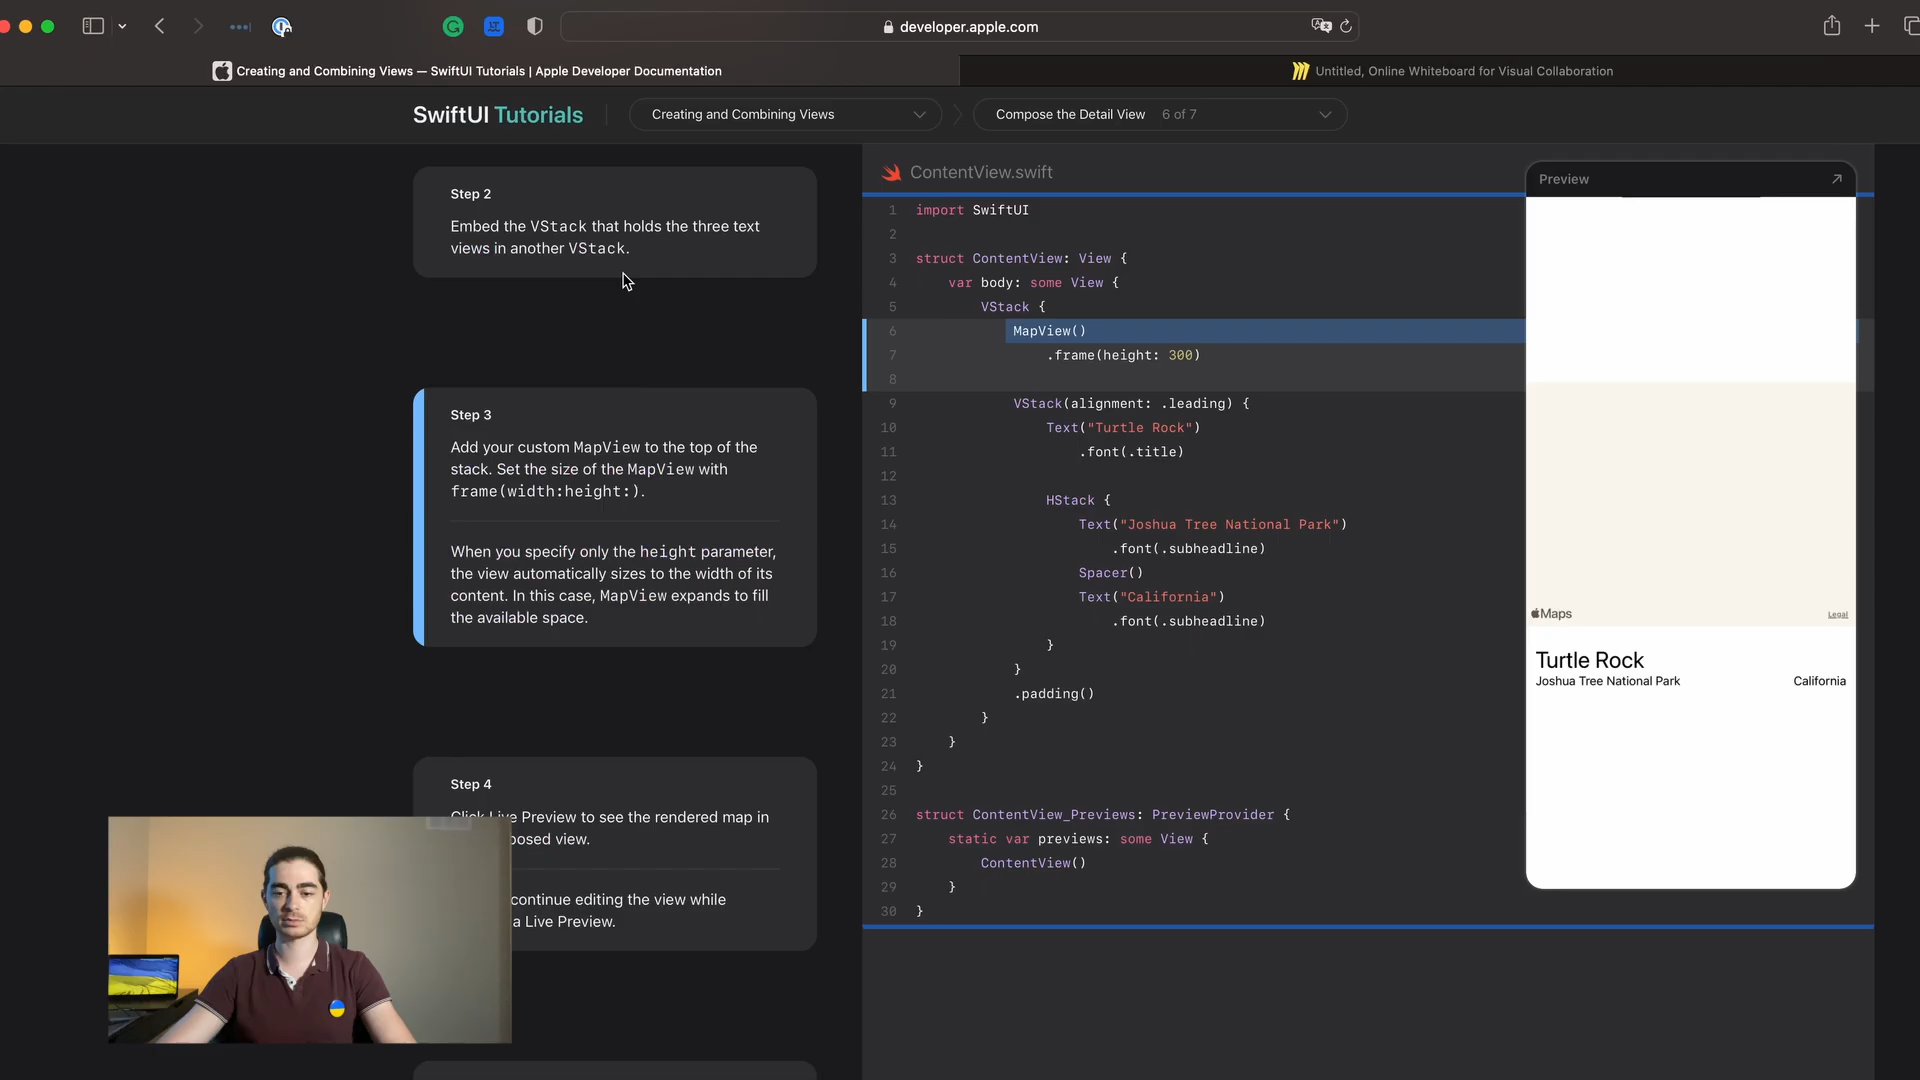 developer.apple.com
Creating and Combining Views — SwiftUI Tutorials | Apple Developer Documentation
Untitled, Online Whiteboard for Visual Collaboration
SwiftUI Tutorials
Creating and Combining Views
Compose the Detail View 6 of 7
Step 2
Embed the VStack that holds the three text
views in another VStack.
Step 3
Add your custom MapView to the top of the
stack. Set the size of the MapView with
frame(width:height:).
When you specify only the height parameter,
the view automatically sizes to the width of its
content. In this case, MapView expands to fill
the available space.
Step 4
Click Live Preview to see the rendered map in
posed view.
continue editing the view while
a Live Preview.
ContentView.swift
1 import SwiftUI
2
3 struct ContentView: View {
4 var body: some View {
5 VStack {
6 MapView()
7 .frame(height: 300)
8
9 VStack(alignment: .leading) {
10 Text("Turtle Rock")
11 .font(.title)
12
13 HStack {
14 Text("Joshua Tree National Park")
15 .font(.subheadline)
16 Spacer()
17 Text("California")
18 .font(.subheadline)
19 }
20 }
21 .padding()
22 }
23 }
24 }
25
26 struct ContentView_Previews: PreviewProvider {
27 static var previews: some View {
28 ContentView()
29 }
30 }
Preview
Maps
Legal
Turtle Rock
Joshua Tree National Park California